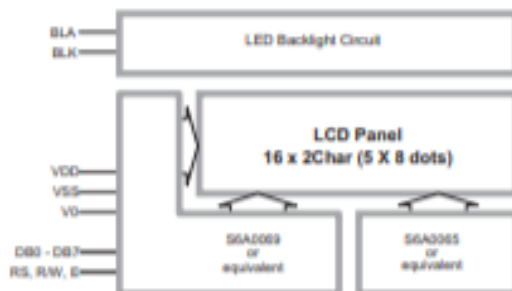 BLA
BLK
LED Backlight Circuit
LCD Panel
16 x 2Char (5 X 8 dots)
VDD
VSS
V0
DB0 - DB7
RS, R/W, E
S6A0069
or
equivalent
S6A0065
or
equivalent